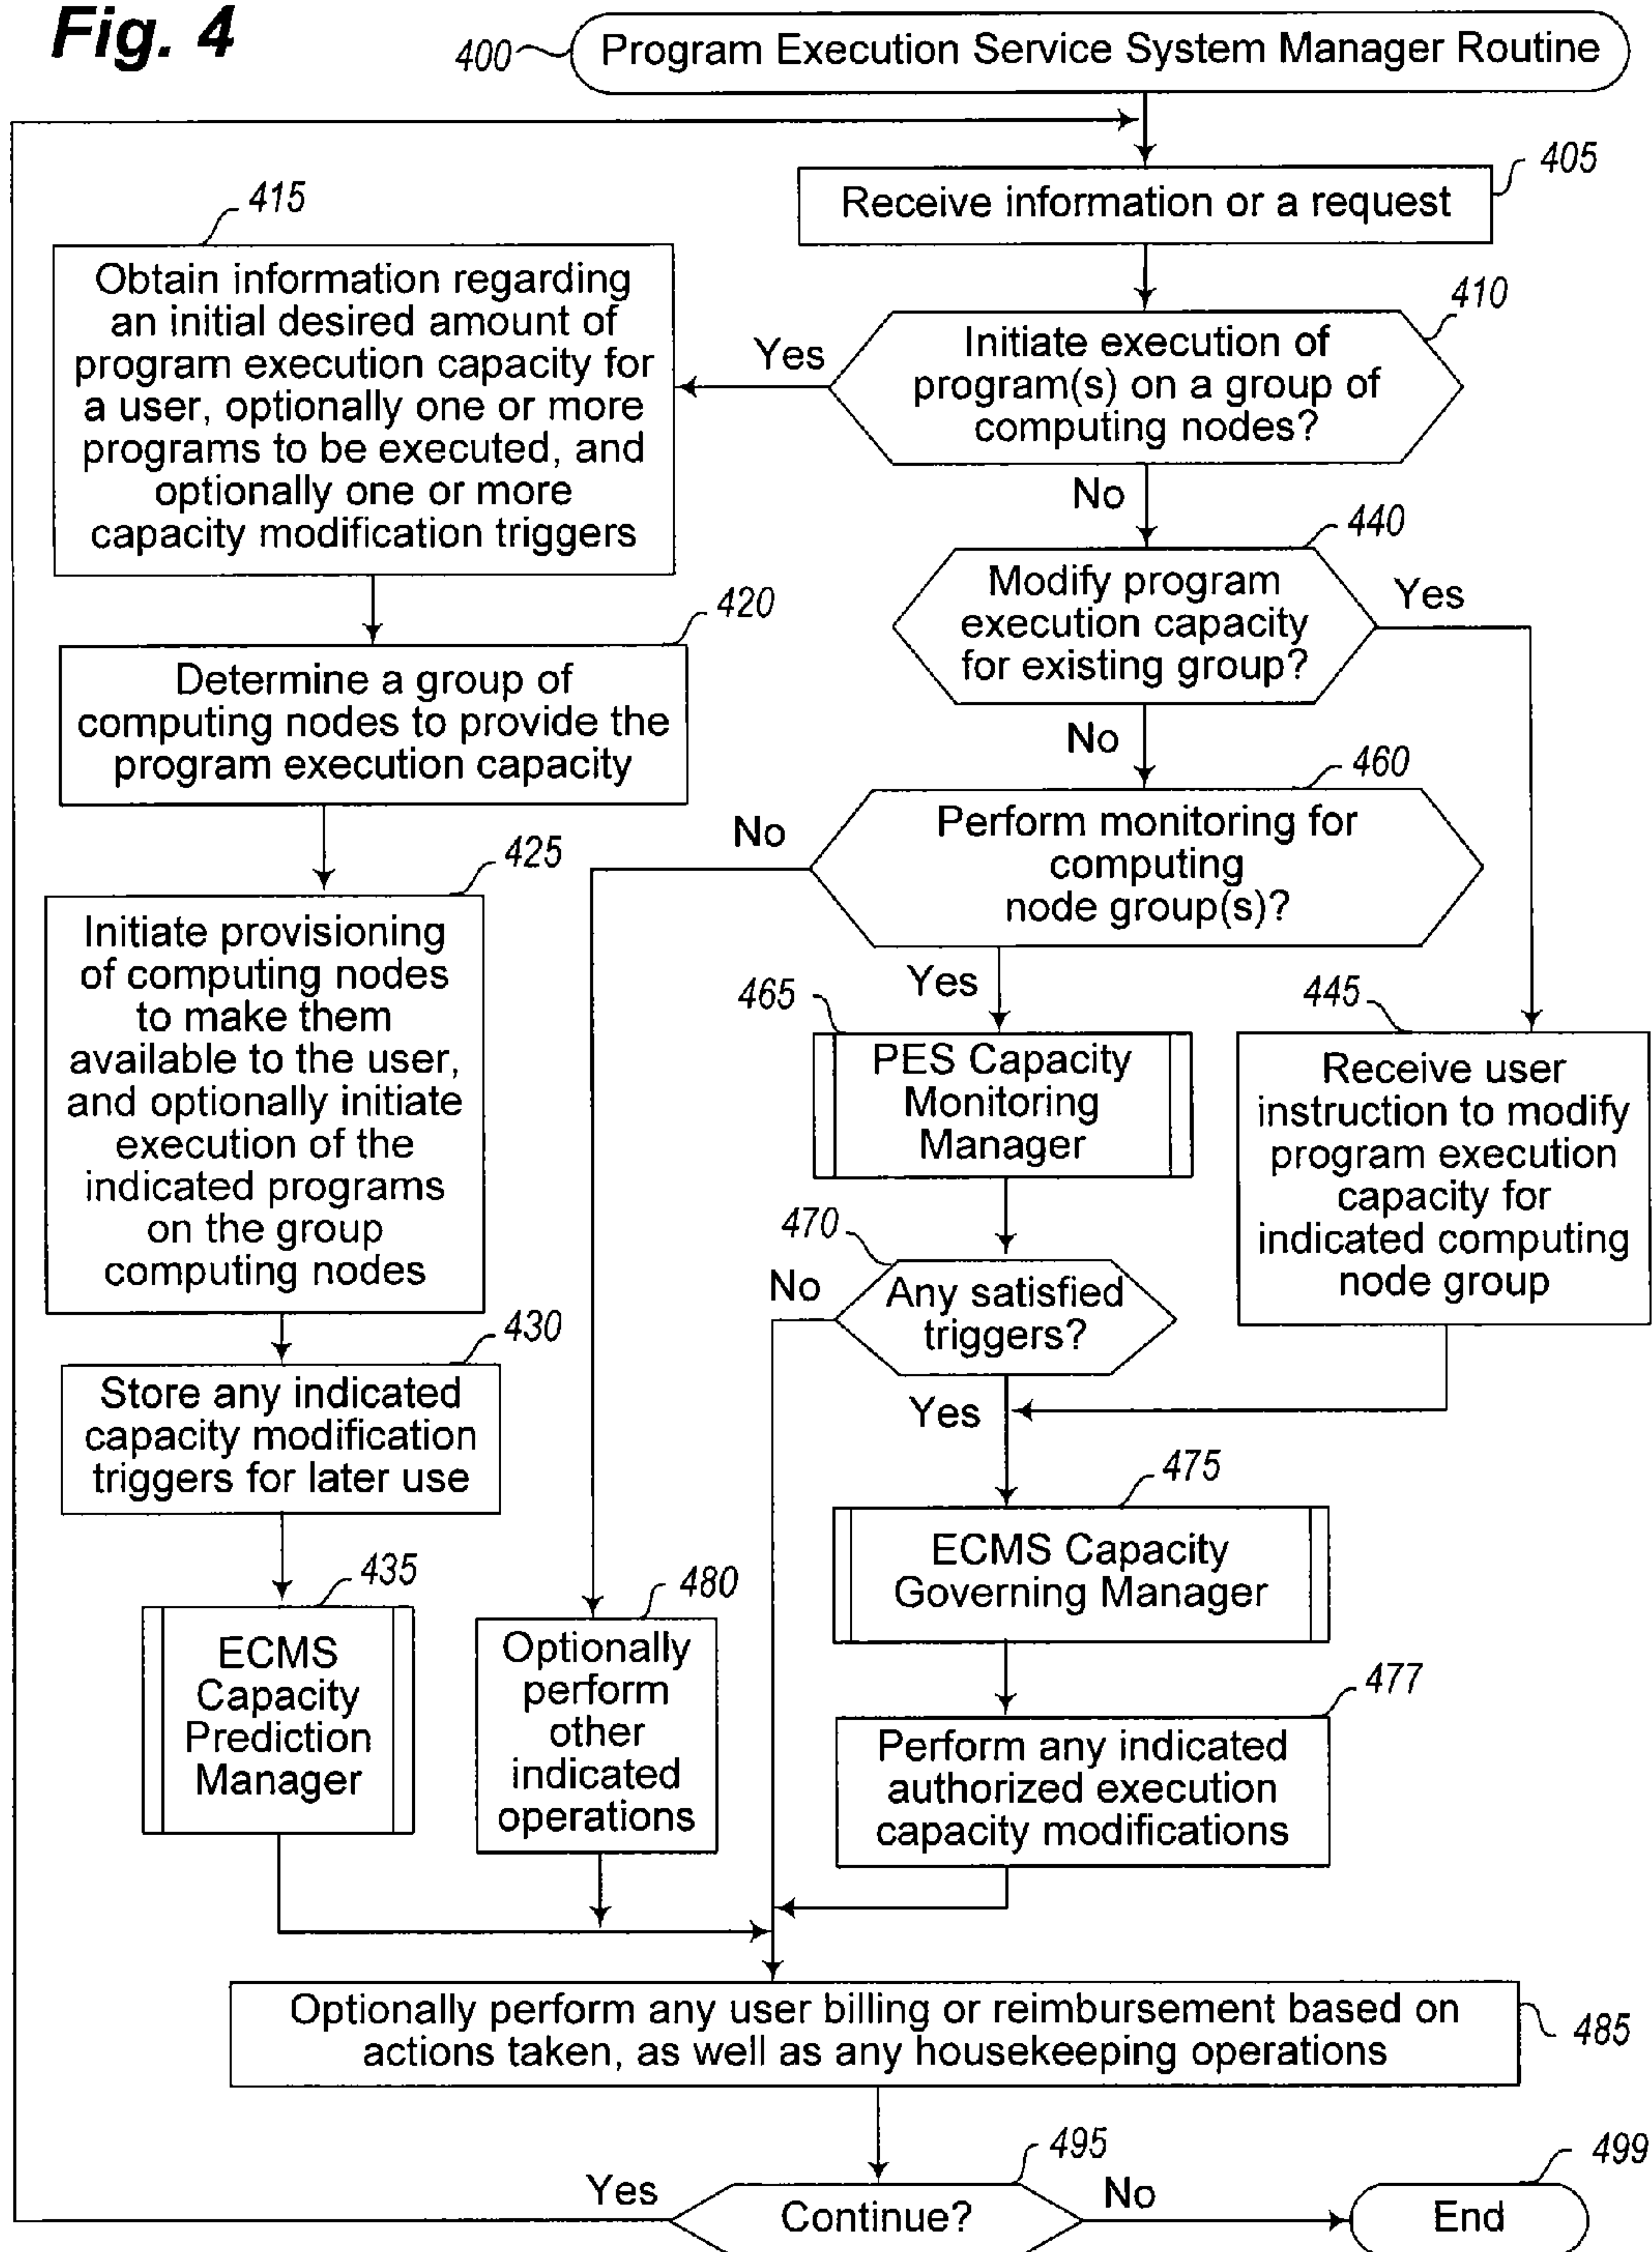 Fig. 4
400
Program Execution Service System Manager Routine
405
Receive information or a request
415
Obtain information regarding
an initial desired amount of
program execution capacity for
a user, optionally one or more
programs to be executed, and
optionally one or more
capacity modification triggers
410
Initiate execution of
program(s) on a group of
computing nodes?
Yes
No
420
Determine a group of
computing nodes to provide the
program execution capacity
440
Modify program
execution capacity
for existing group?
Yes
No
425
Initiate provisioning
of computing nodes
to make them
available to the user,
and optionally initiate
execution of the
indicated programs
on the group
computing nodes
460
Perform monitoring for
computing
node group(s)?
No
Yes
465
PES Capacity
Monitoring
Manager
445
Receive user
instruction to modify
program execution
capacity for
indicated computing
node group
430
Store any indicated
capacity modification
triggers for later use
470
Any satisfied
triggers?
No
Yes
475
ECMS Capacity
Governing Manager
435
ECMS
Capacity
Prediction
Manager
480
Optionally
perform
other
indicated
operations
477
Perform any indicated
authorized execution
capacity modifications
Optionally perform any user billing or reimbursement based on
actions taken, as well as any housekeeping operations
485
495
Continue?
Yes
No
499
End